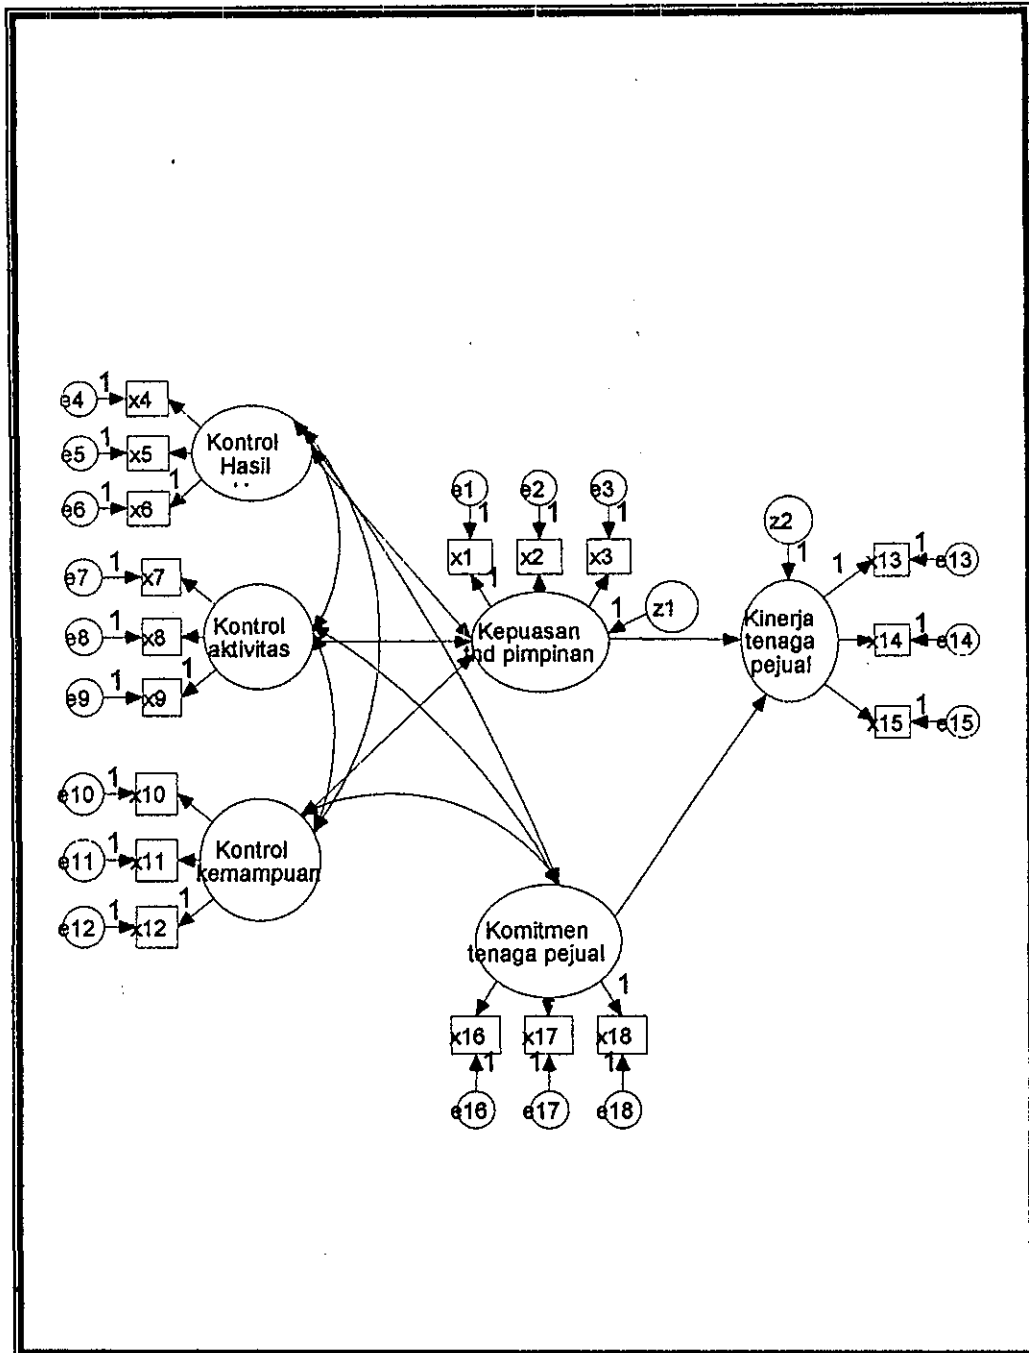 e4 1 x4
e5 1 x5
e6 1 x6 1
Kontrol
Hasil
e7 1 x7
e8 1 x8
e9 1 x9 1
Kontrol
aktivitas
e10 1 x10
e11 1 x11
e12 1 x12 1
Kontrol
kemampuan
e1 e2 e3
1 1 1
x1 x2 x3
1
1 z1
Kepuasan
thd pimpinan
z2
1
Kinerja
tenaga
pejual
1 x13 1 e13
x14 1 e14
x15 1 e15
Komitmen
tenaga pejual
1
x16 x17 x18
1 1 1
e16 e17 e18